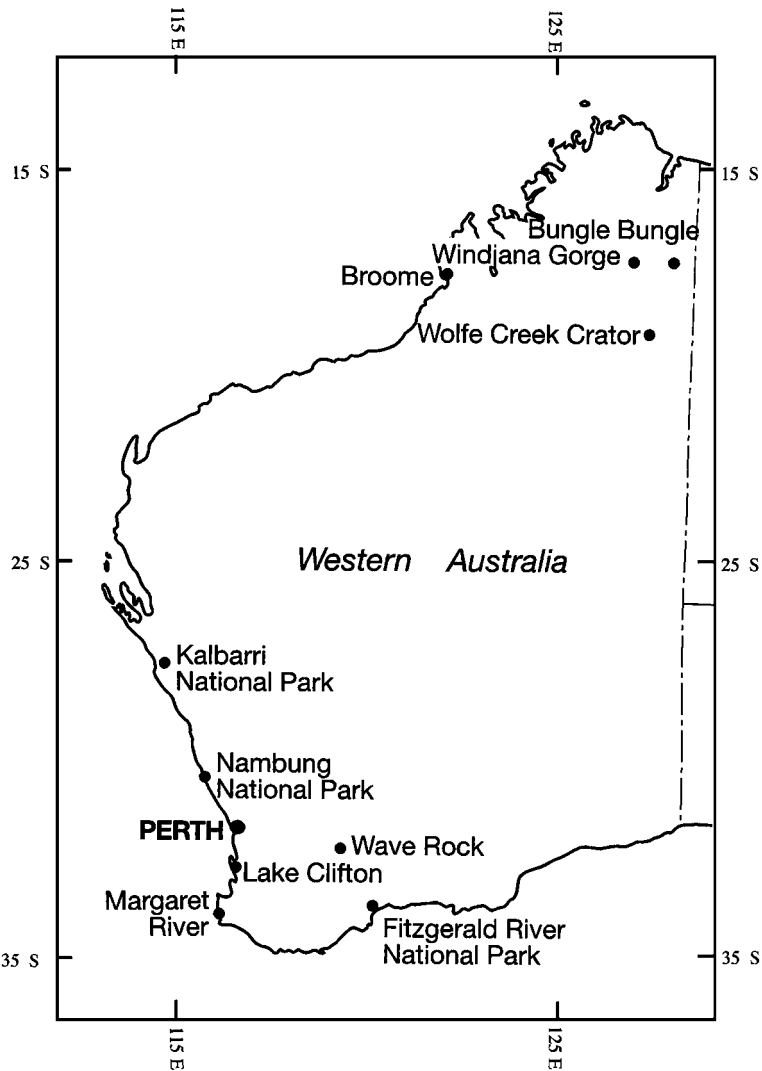 115 E
125 E
15 S
15 S
Bungle Bungle
Windjana Gorge
Broome
Wolfe Creek Crator
Western Australia
25 S
25 S
Kalbarri
National Park
Nambung
National Park
PERTH
Wave Rock
Lake Clifton
Margaret
River
Fitzgerald River
National Park
35 S
35 S
115 E
125 E